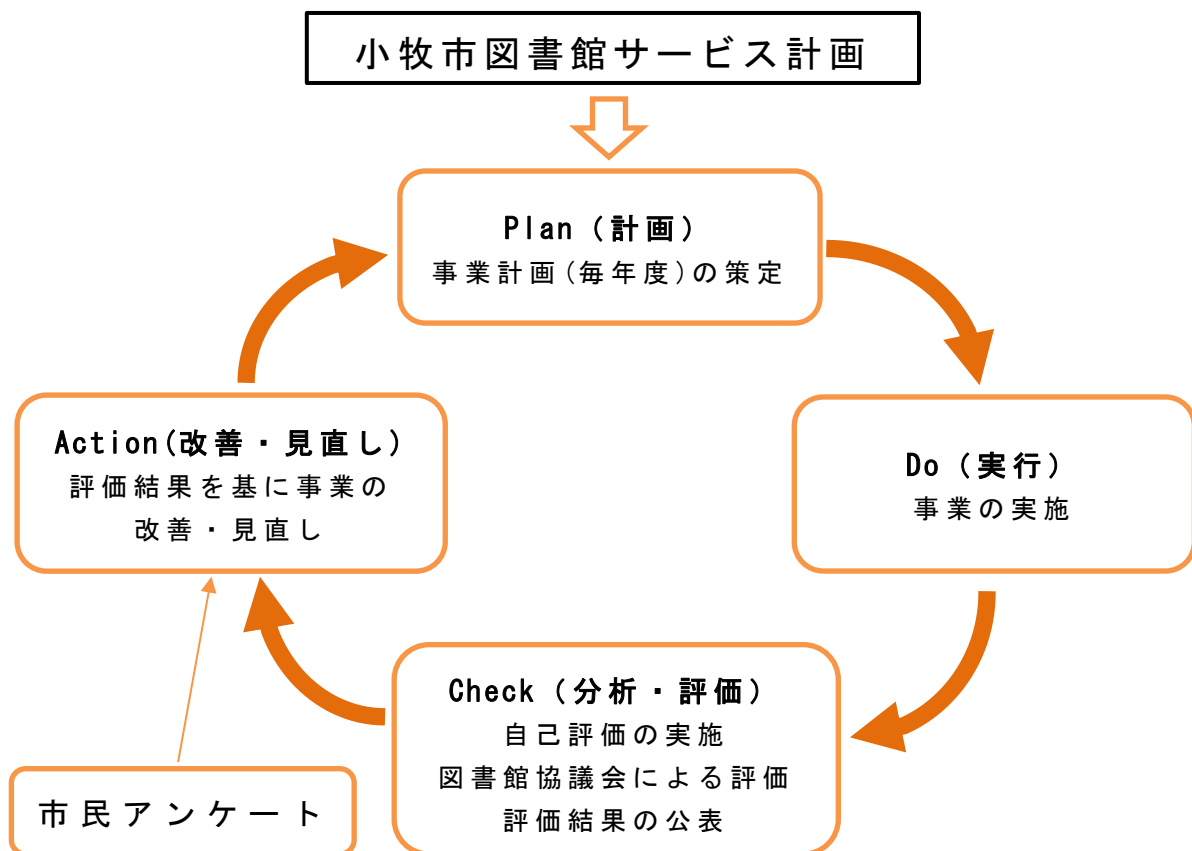 小牧市図書館サービス計画
Plan（計画）
事業計画(毎年度)の策定
Do（実行）
事業の実施
Check（分析・評価）
自己評価の実施
図書館協議会による評価
評価結果の公表
Action(改善・見直し)
評価結果を基に事業の
改善・見直し
市民アンケート